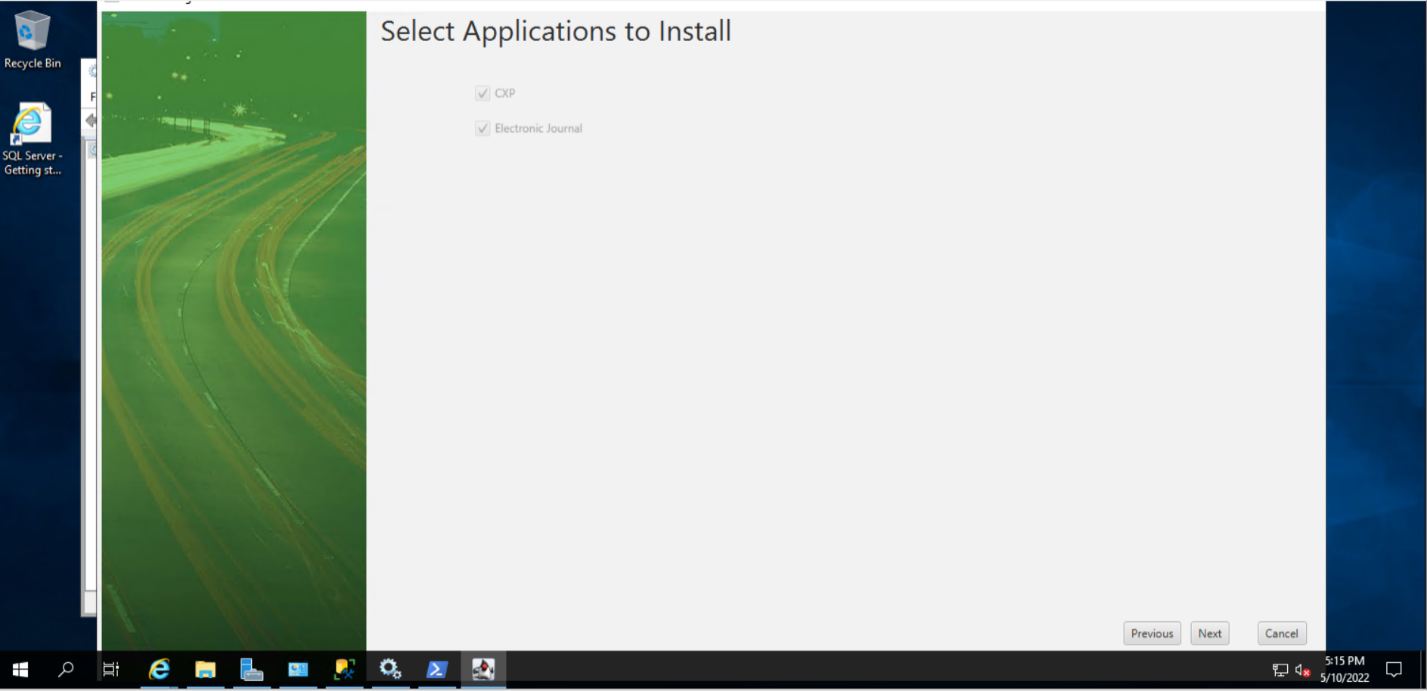 Select Applications to Install
Recycle Bin
F
CXP
Electronic Journal
SQL Server -
Getting st...
Previous
Next
Cancel
5:15 PM
5/10/2022